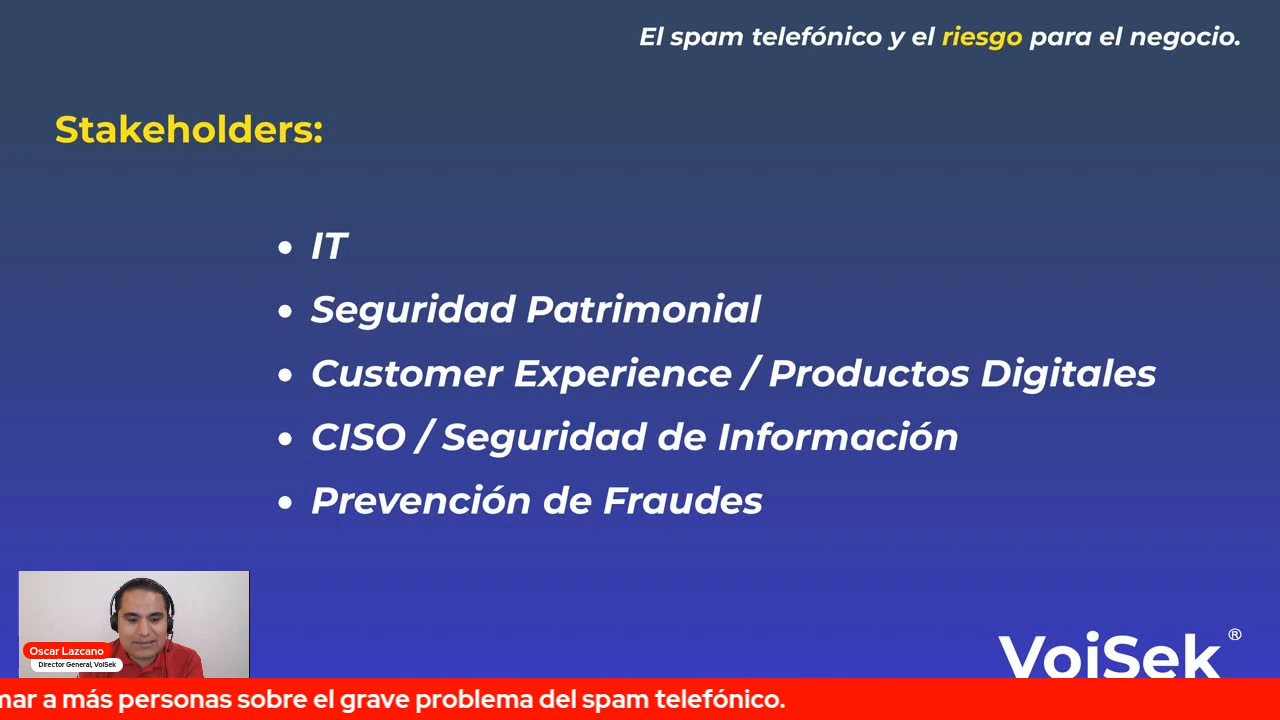 El spam telefónico y el riesgo para el negocio.
Stakeholders:
• IT
• Seguridad Patrimonial
• Customer Experience / Productos Digitales
• CISO / Seguridad de Información
• Prevención de Fraudes
Oscar Lazcano
Director General, VoiSek
VoiSek®
a más personas sobre el grave problema del spam telefónico.